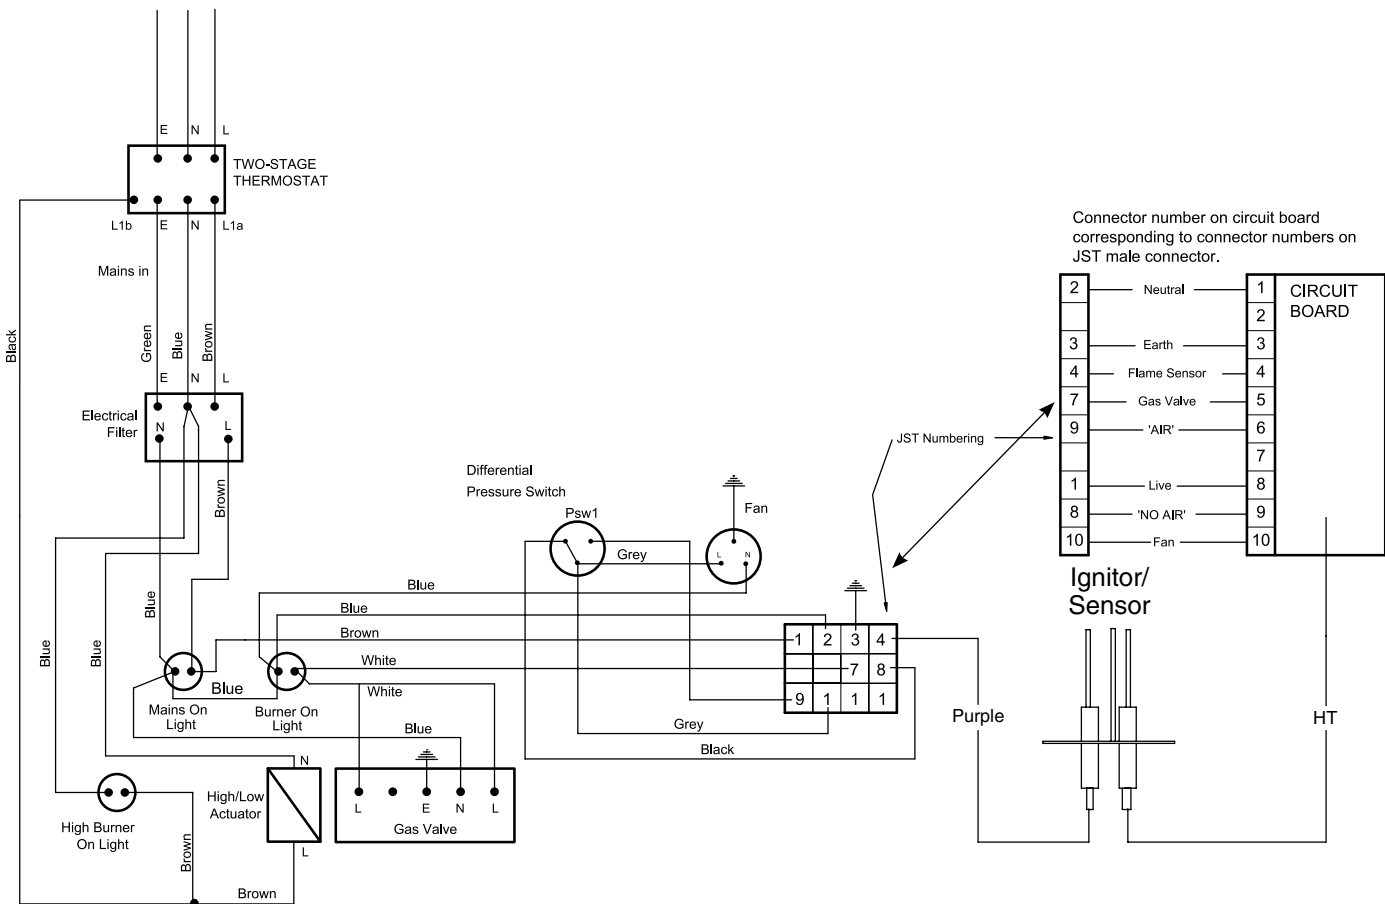 E N L
TWO-STAGE
THERMOSTAT
L1b E N L1a
Mains in
Black
Green
Blue
Brown
E N L
Electrical
Filter
N L
Brown
Connector number on circuit board
corresponding to connector numbers on
JST male connector.
2 Neutral 1
CIRCUIT
BOARD
2
3 Earth 3
4 Flame Sensor 4
7 Gas Valve 5
9 'AIR' 6
7
1 Live 8
8 'NO AIR' 9
10 Fan 10
JST Numbering
Differential
Pressure Switch
Psw1
Grey
Fan
L N
Blue
Blue
Brown
White
White
Blue
Blue
Blue
Blue
Blue
Mains On
Light
Burner On
Light
1 2 3 4
7 8
9 1 1 1
Grey
Black
Purple
Ignitor/
Sensor
HT
High Burner
On Light
N
High/Low
Actuator
L
L E N L
Gas Valve
Brown
Brown